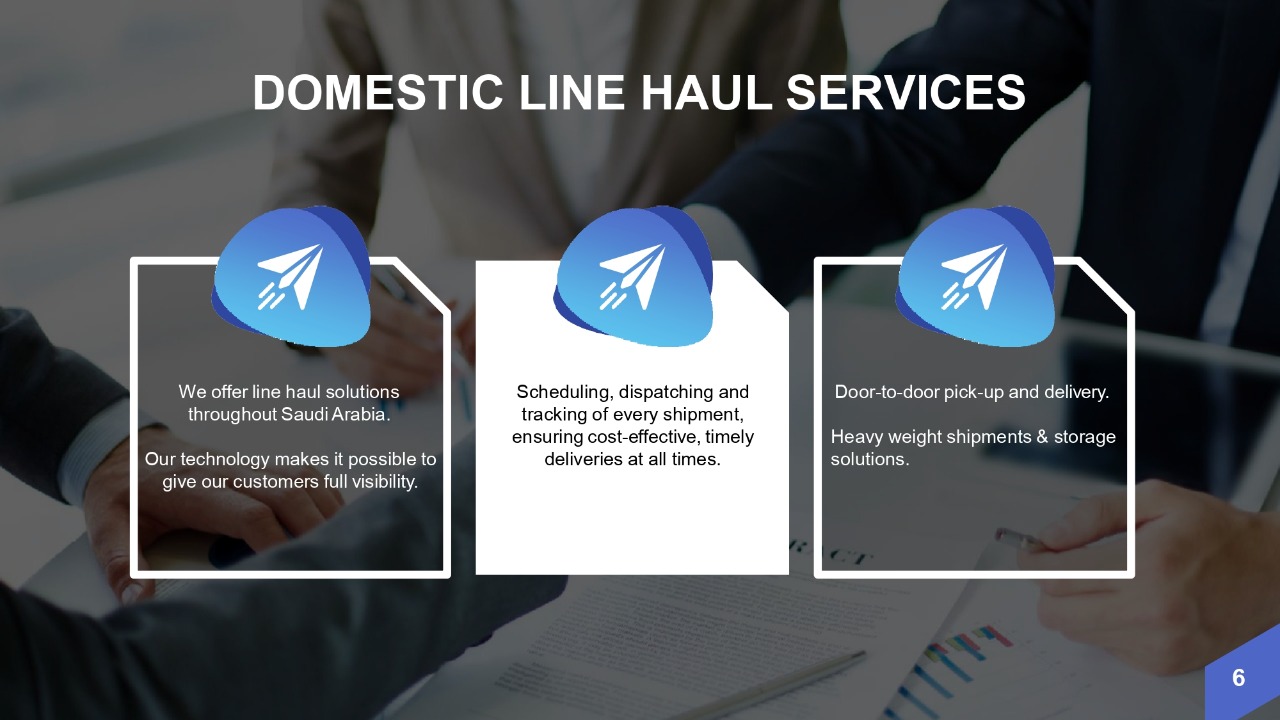 DOMESTIC LINE HAUL SERVICES
We offer line haul solutions
throughout Saudi Arabia.
Our technology makes it possible to
give our customers full visibility.
Scheduling, dispatching and
tracking of every shipment,
ensuring cost-effective, timely
deliveries at all times.
Door-to-door pick-up and delivery.
Heavy weight shipments & storage
solutions.
6